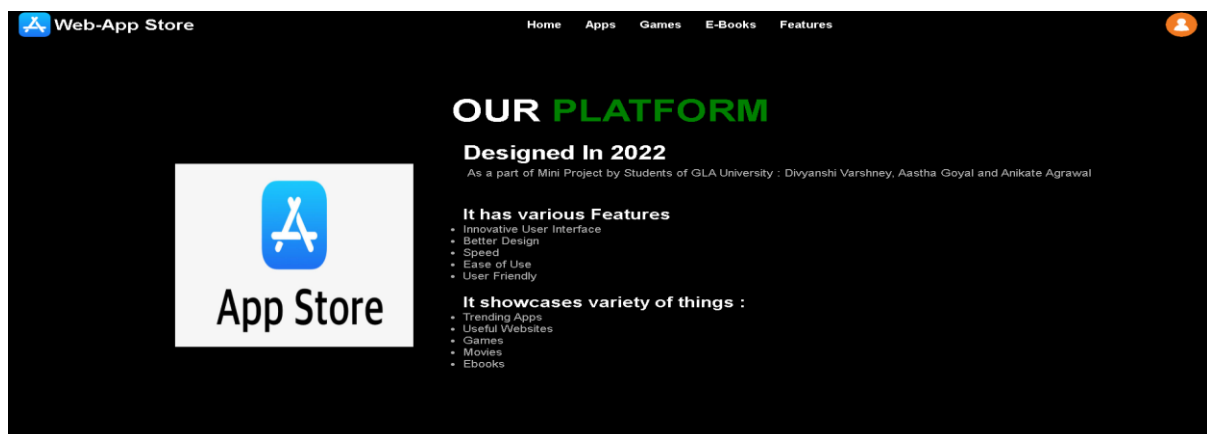 Web-App Store
Home Apps Games E-Books Features
OUR PLATFORM
Designed In 2022
As a part of Mini Project by Students of GLA University : Divyanshi Varshney, Aastha Goyal and Anikate Agrawal
App Store
It has various Features
• Innovative User Interface
• Better Design
• Speed
• Ease of Use
• User Friendly
It showcases variety of things :
• Trending Apps
• Useful Websites
• Games
• Movies
• Ebooks